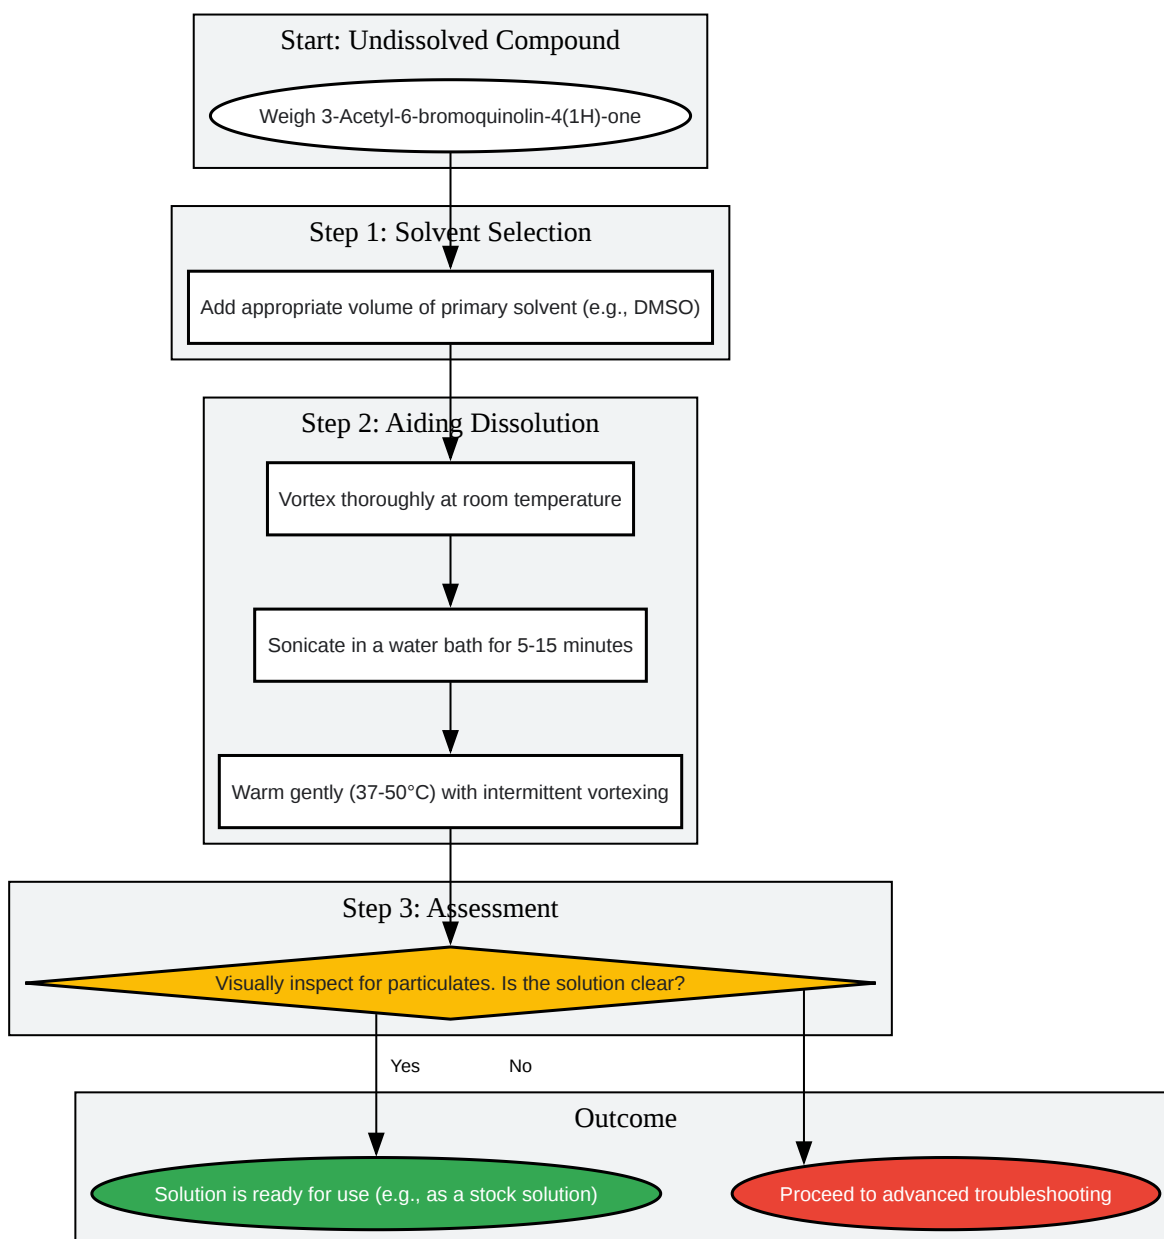 Start: Undissolved Compound
Weigh 3-Acetyl-6-bromoquinolin-4(1H)-one
Step 1: Solvent Selection
Add appropriate volume of primary solvent (e.g., DMSO)
Step 2: Aiding Dissolution
Vortex thoroughly at room temperature
Sonicate in a water bath for 5-15 minutes
Warm gently (37-50°C) with intermittent vortexing
Step 3: Assessment
Visually inspect for particulates. Is the solution clear?
Yes
No
Outcome
Solution is ready for use (e.g., as a stock solution)
Proceed to advanced troubleshooting